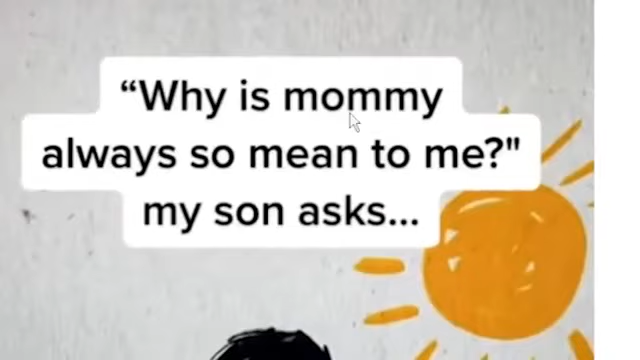 “Why is mommy
always so mean to me?"
my son asks...